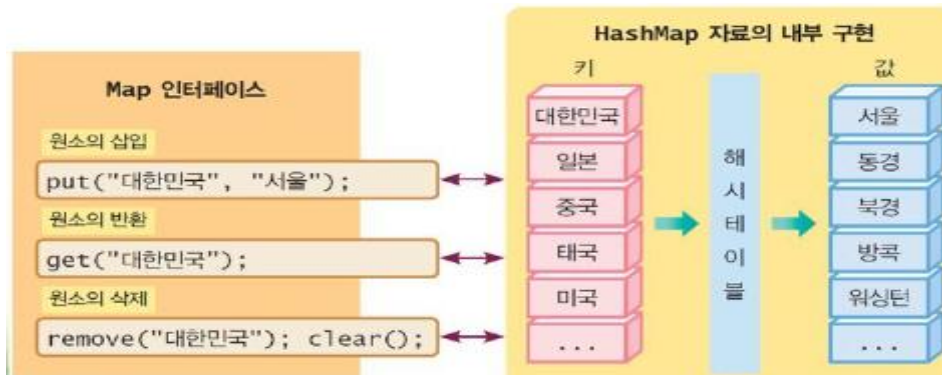 Map 인터페이스
원소의 삽입
put("대한민국", "서울");
원소의 반환
get("대한민국");
원소의 삭제
remove("대한민국"); clear();
HashMap 자료의 내부 구현
키
대한민국
일본
중국
태국
미국
...
해시테이블
값
서울
동경
북경
방콕
워싱턴
...